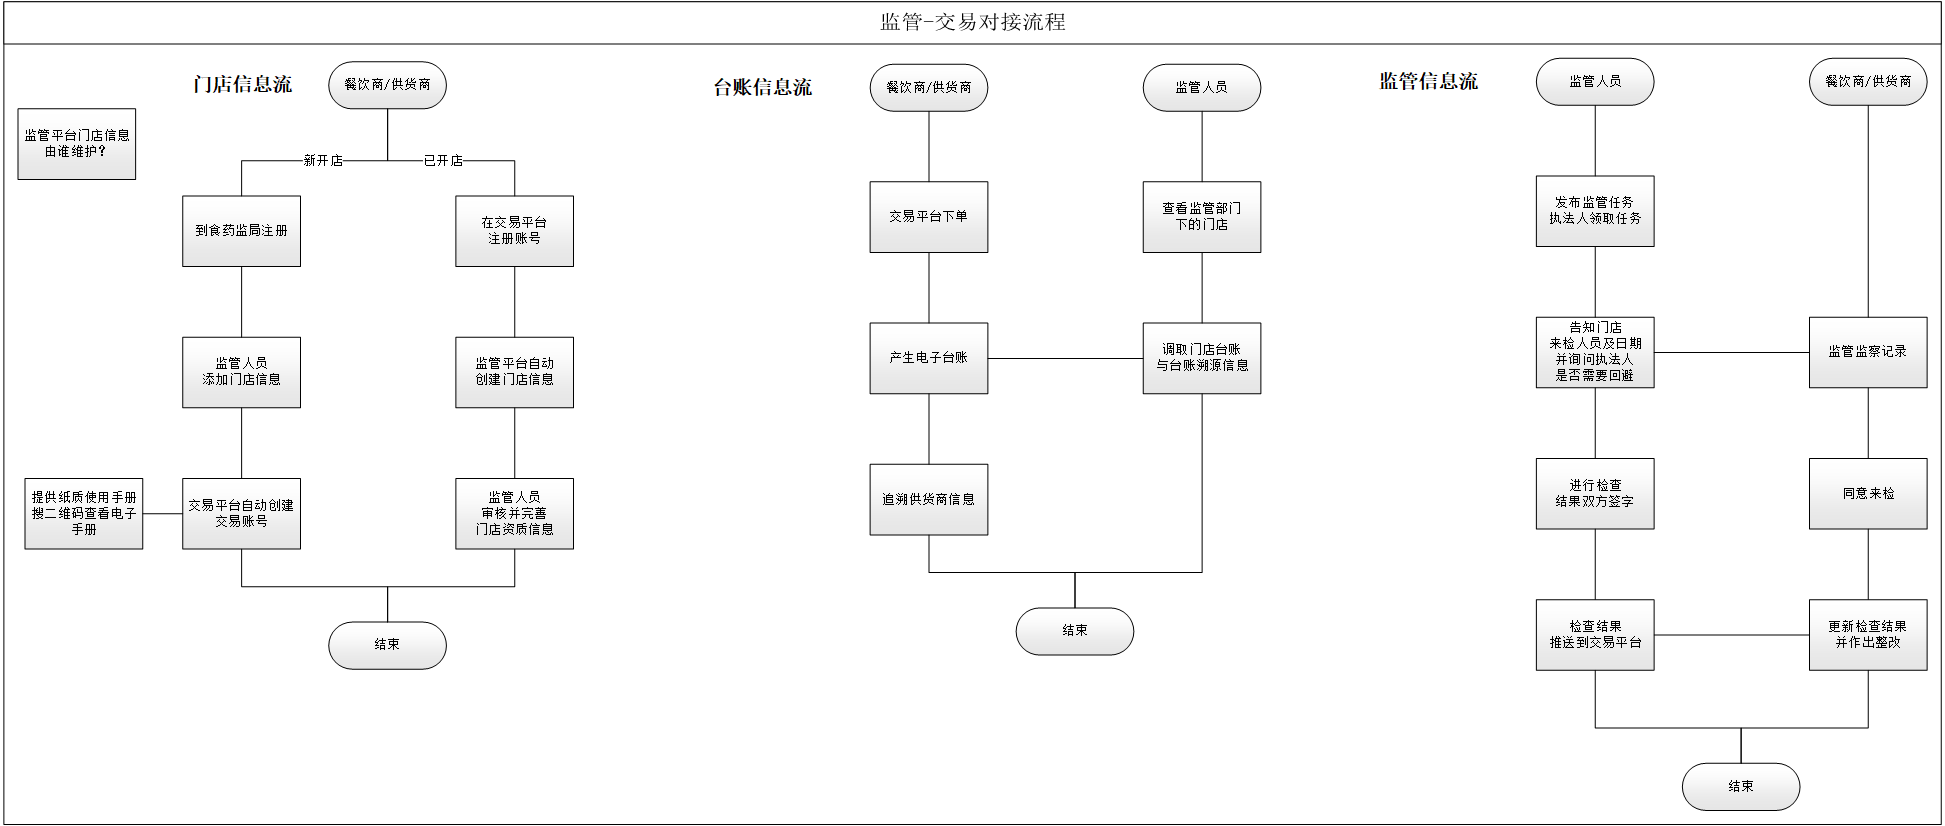 监管-交易对接流程
门店信息流
餐饮商/供货商
监管平台门店信息
由谁维护？
新开店
已开店
到食药监局注册
在交易平台
注册账号
监管人员
添加门店信息
监管平台自动
创建门店信息
提供纸质使用手册
搜二维码查看电子
手册
交易平台自动创建
交易账号
监管人员
审核并完善
门店资质信息
结束
台账信息流
餐饮商/供货商
监管人员
交易平台下单
查看监管部门
下的门店
产生电子台账
调取门店台账
与台账溯源信息
追溯供货商信息
结束
监管信息流
监管人员
餐饮商/供货商
发布监管任务
执法人领取任务
告知门店
来检人员及日期
并询问执法人
是否需要回避
监管监察记录
进行检查
结果双方签字
同意来检
检查结果
推送到交易平台
更新检查结果
并作出整改
结束